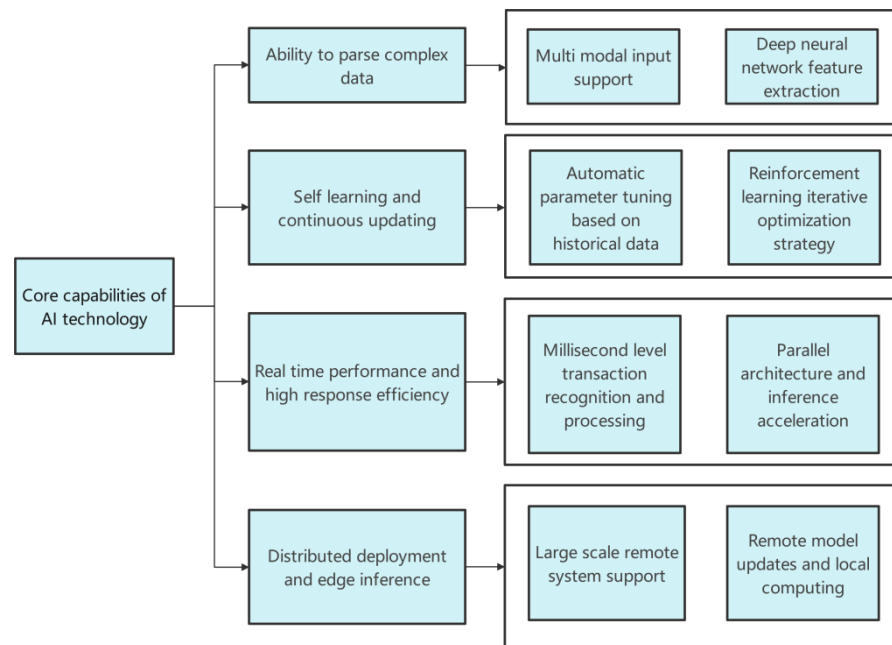 Ability to parse complex
data
Multi modal input
support
Deep neural
network feature
extraction
Self learning and
continuous updating
Automatic
parameter tuning
based on
historical data
Reinforcement
learning iterative
optimization
strategy
Core capabilities of
AI technology
Real time performance and
high response efficiency
Millisecond level
transaction
recognition and
processing
Parallel
architecture and
inference
acceleration
Distributed deployment
and edge inference
Large scale remote
system support
Remote model
updates and local
computing